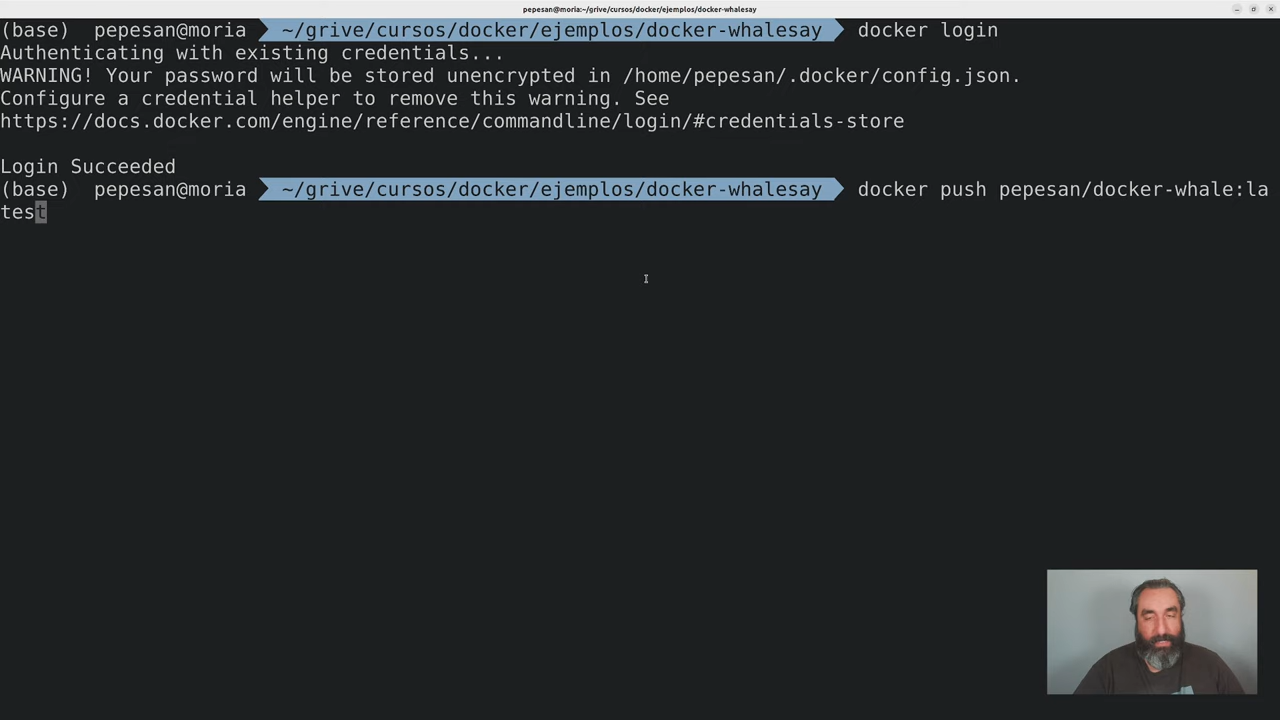 pepesan@moria:~/grive/cursos/docker/ejemplos/docker-whalesay
(base) pepesan@moria ~/grive/cursos/docker/ejemplos/docker-whalesay docker login
Authenticating with existing credentials...
WARNING! Your password will be stored unencrypted in /home/pepesan/.docker/config.json.
Configure a credential helper to remove this warning. See
https://docs.docker.com/engine/reference/commandline/login/#credentials-store
Login Succeeded
(base) pepesan@moria ~/grive/cursos/docker/ejemplos/docker-whalesay docker push pepesan/docker-whale:la
test